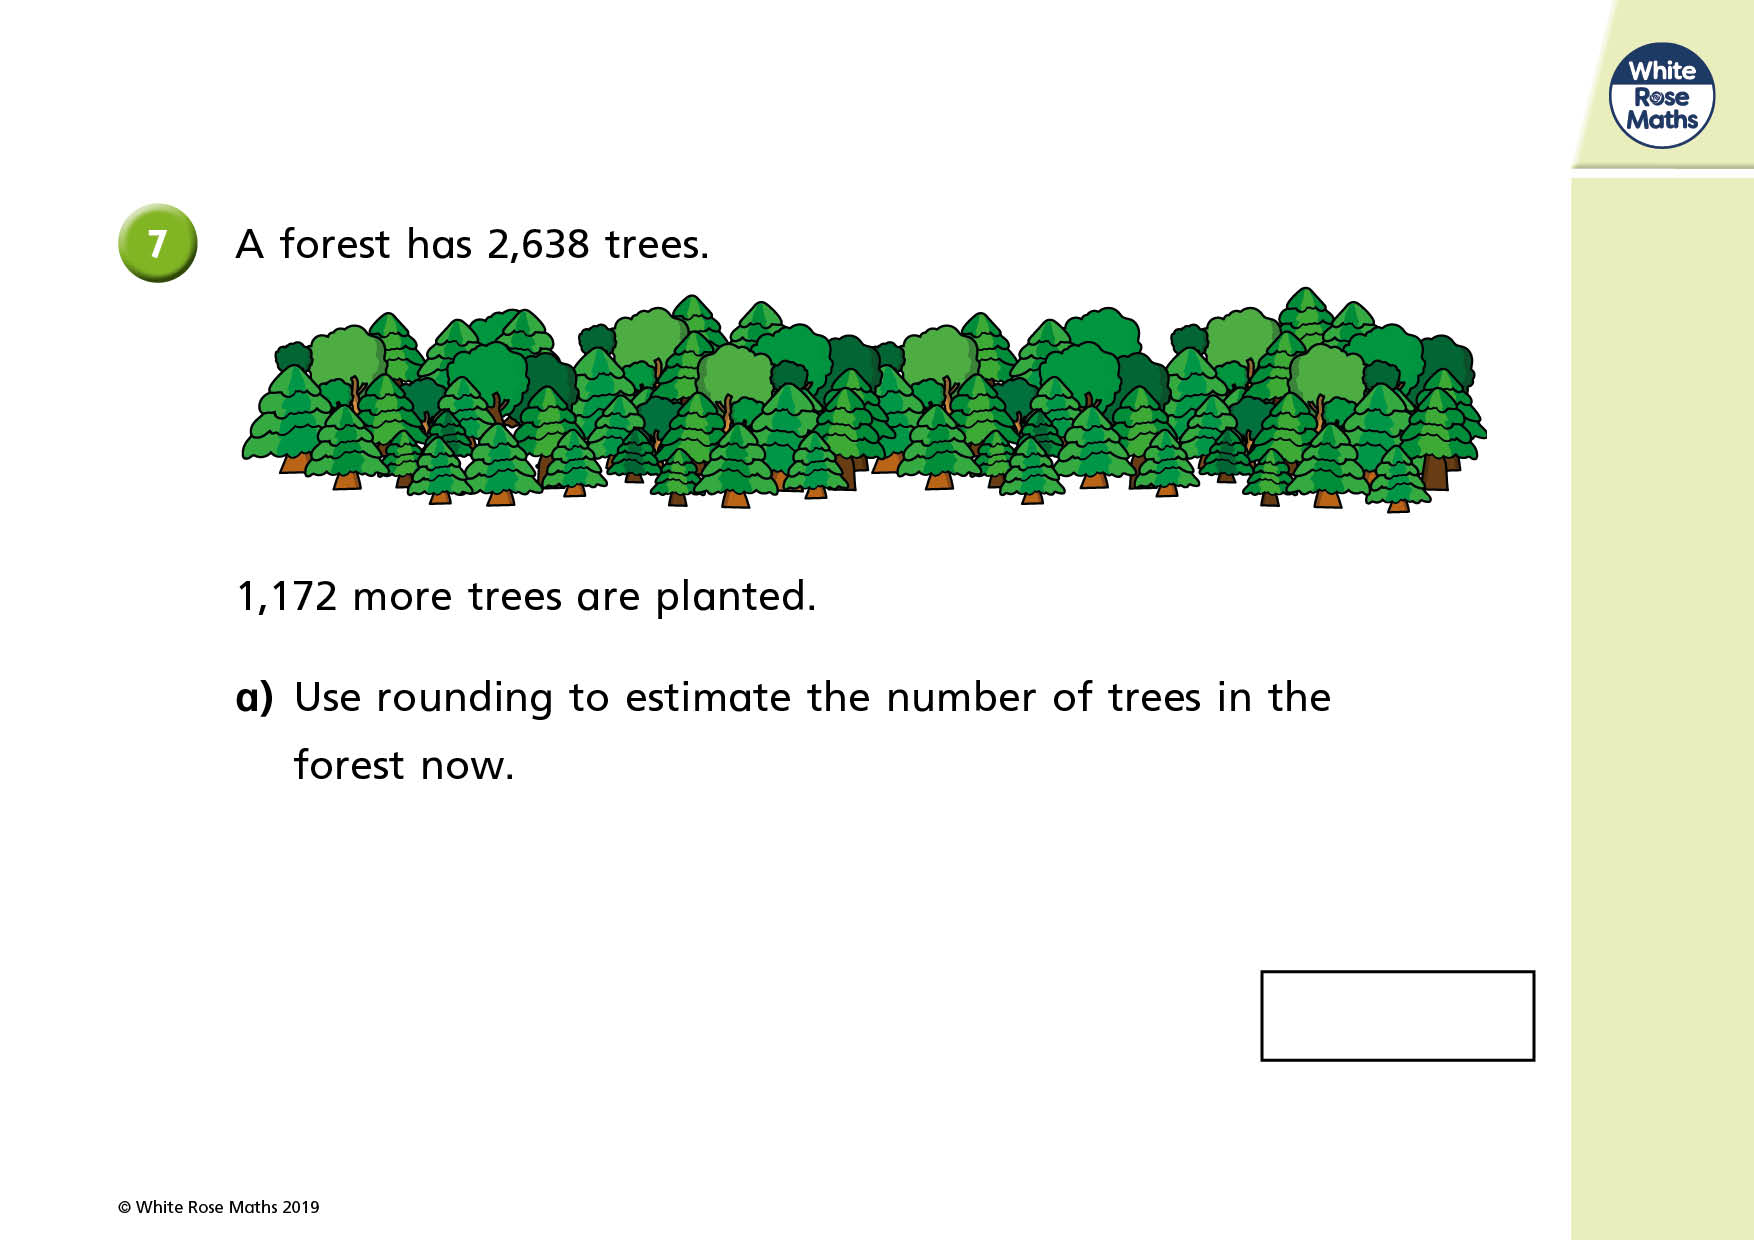 White
Rose
Maths
7 A forest has 2,638 trees.
1,172 more trees are planted.
a) Use rounding to estimate the number of trees in the
forest now.
© White Rose Maths 2019